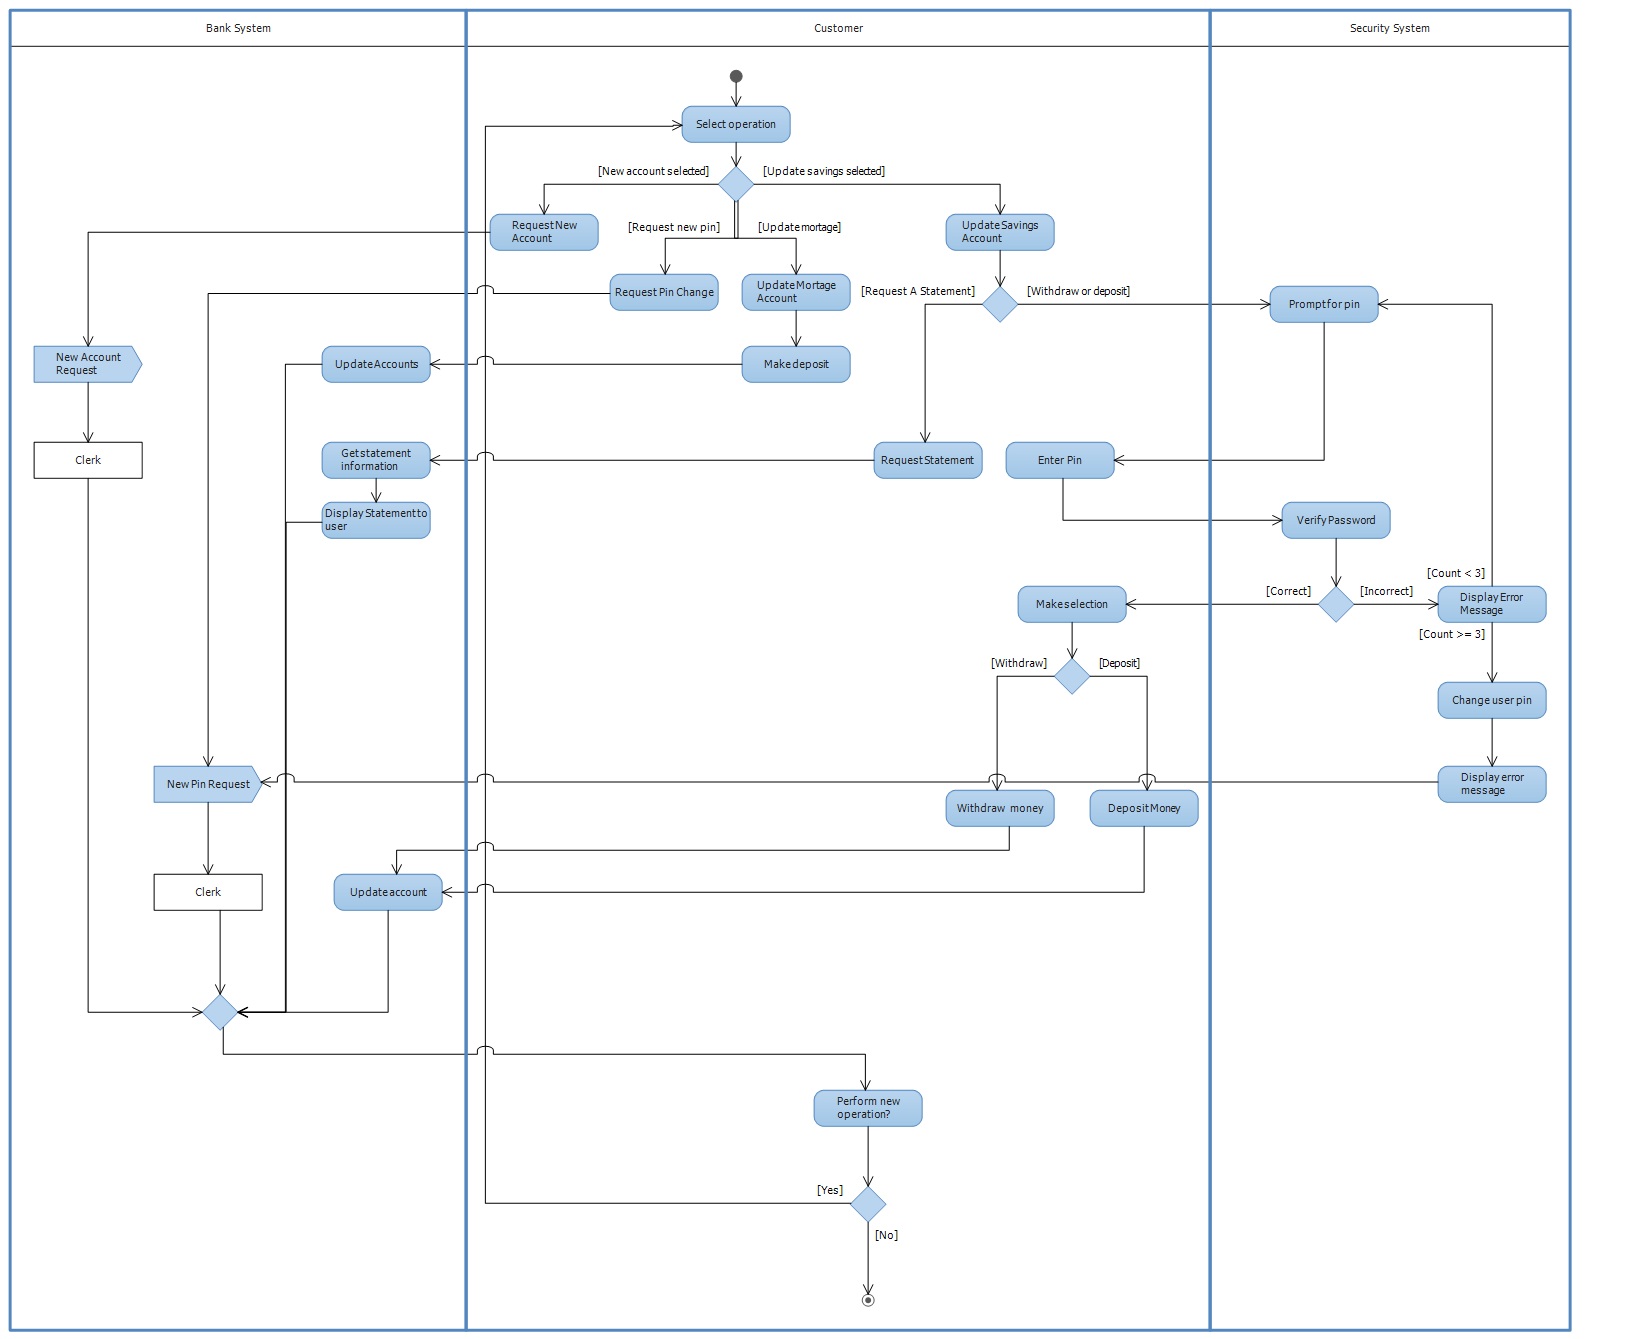 Bank System
Customer
Security System
Select operation
[New account selected]
[Update savings selected]
Request New
Account
[Request new pin]
[Update mortage]
Update Savings
Account
Request Pin Change
Update Mortage
Account
[Request A Statement]
[Withdraw or deposit]
Prompt for pin
New Account
Request
Update Accounts
Make deposit
Clerk
Get statement
information
Request Statement
Enter Pin
Display Statement to
user
Verify Password
[Count < 3]
[Correct]
[Incorrect]
Make selection
Display Error
Message
[Count >= 3]
[Withdraw]
[Deposit]
Change user pin
New Pin Request
Display error
message
Withdraw money
Deposit Money
Clerk
Update account
Perform new
operation?
[Yes]
[No]